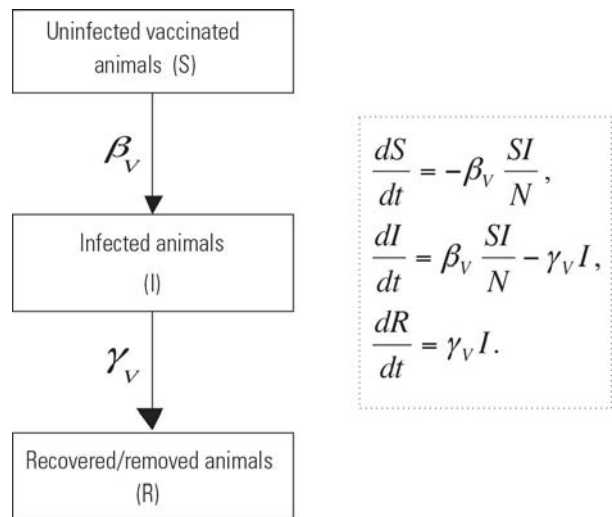 Uninfected vaccinated
animals (S)
β_V
Infected animals
(I)
γ_V
Recovered/removed animals
(R)
dS/dt = -β_V SI/N,
dI/dt = β_V SI/N - γ_V I,
dR/dt = γ_V I.